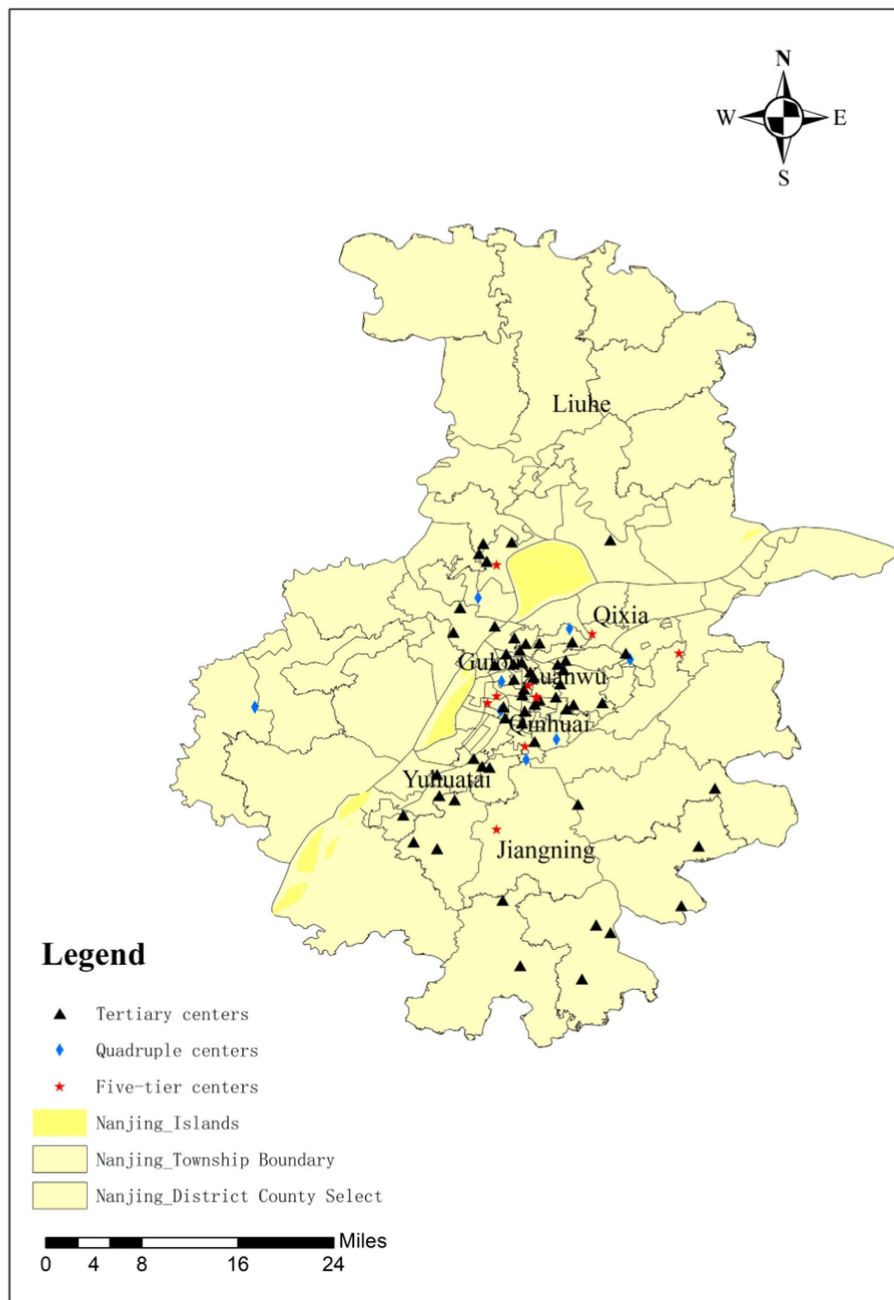 N
W E
S
Liuhe
Qixia
Gulou
Xuanwu
Qinhuai
Yuhuatai
Jiangning
Legend
Tertiary centers
Quadruple centers
Five-tier centers
Nanjing_Islands
Nanjing_Township Boundary
Nanjing_District County Select
Miles
0 4 8 16 24